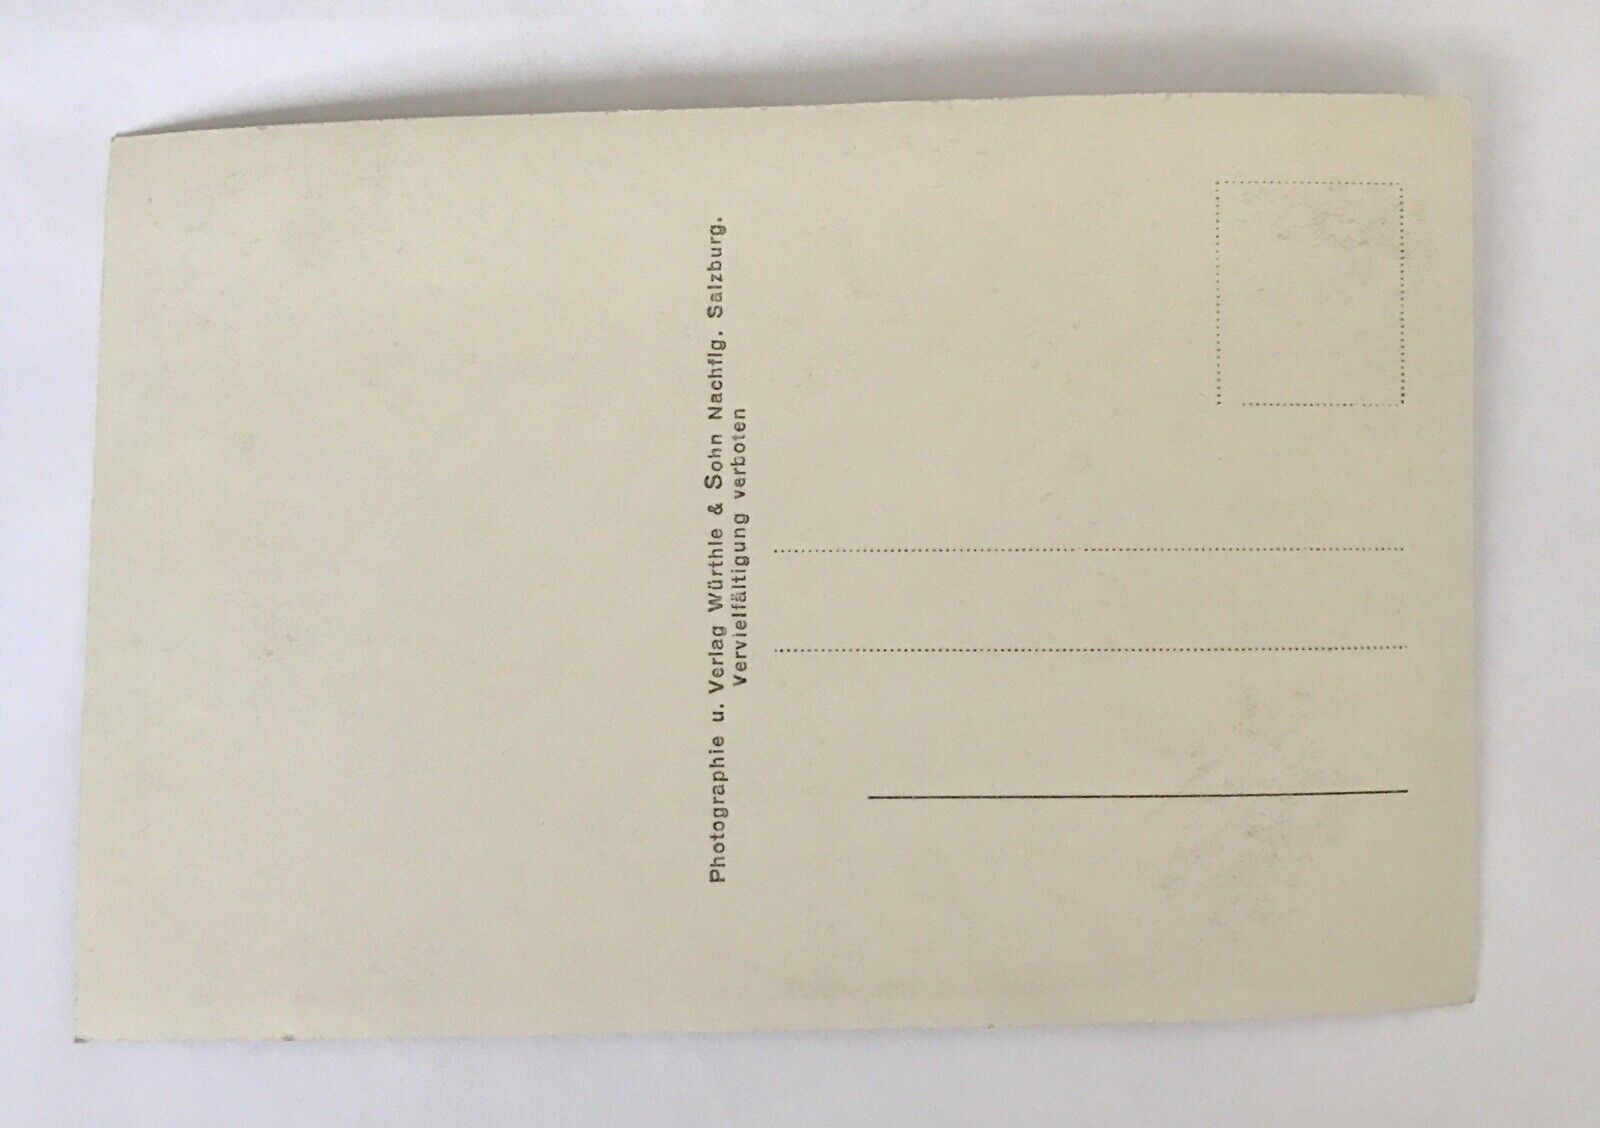 Photographie u. Verlag Würthle & Sohn Nachflg. Salzburg.
Vervielfältigung verboten